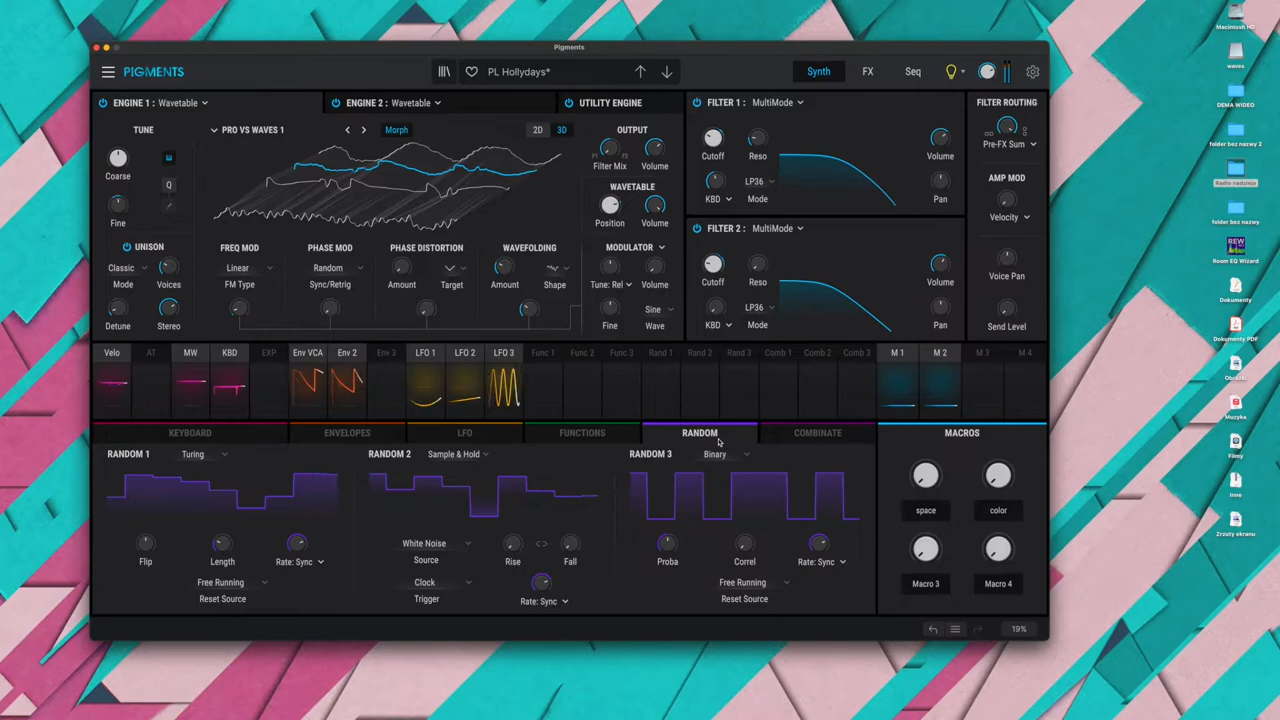 Pigments
PIGMENTS
PL Hollydays*
Synth
FX
Seq
ENGINE 1 : Wavetable
ENGINE 2 : Wavetable
UTILITY ENGINE
TUNE
Coarse
Q
Fine
PRO VS WAVES 1
Morph
2D
3D
OUTPUT
F1
F2
Filter Mix
Volume
WAVETABLE
Position
Volume
UNISON
Classic
Mode
Voices
Detune
Stereo
FREQ MOD
Linear
FM Type
PHASE MOD
Random
Sync/Retrig
PHASE DISTORTION
Amount
Target
WAVEFOLDING
Amount
Shape
MODULATOR
Tune: Rel
Volume
Fine
Sine
Wave
FILTER 1 : MultiMode
Cutoff
Reso
Volume
KBD
LP36
Mode
Pan
FILTER 2 : MultiMode
Cutoff
Reso
Volume
KBD
LP36
Mode
Pan
FILTER ROUTING
Pre-FX Sum
AMP MOD
Velocity
Voice Pan
Send Level
Velo
AT
MW
KBD
EXP
Env VCA
Env 2
Env 3
LFO 1
LFO 2
LFO 3
Func 1
Func 2
Func 3
Rand 1
Rand 2
Rand 3
Comb 1
Comb 2
Comb 3
M 1
M 2
M 3
M 4
KEYBOARD
ENVELOPES
LFO
FUNCTIONS
RANDOM
COMBINATE
MACROS
RANDOM 1
Turing
Flip
Length
Rate: Sync
Free Running
Reset Source
RANDOM 2
Sample & Hold
White Noise
Source
Rise
Fall
Clock
Trigger
Rate: Sync
RANDOM 3
Binary
Proba
Correl
Rate: Sync
Free Running
Reset Source
space
color
Macro 3
Macro 4
19%
Macintosh HD
waves
DEMA WIDEO
folder bez nazwy 2
Radio nadzieja
folder bez nazwy
REW
Room EQ Wizard
Dokumenty
Dokumenty PDF
Obrazki
Muzyka
Filmy
Inne
Zrzuty ekranu